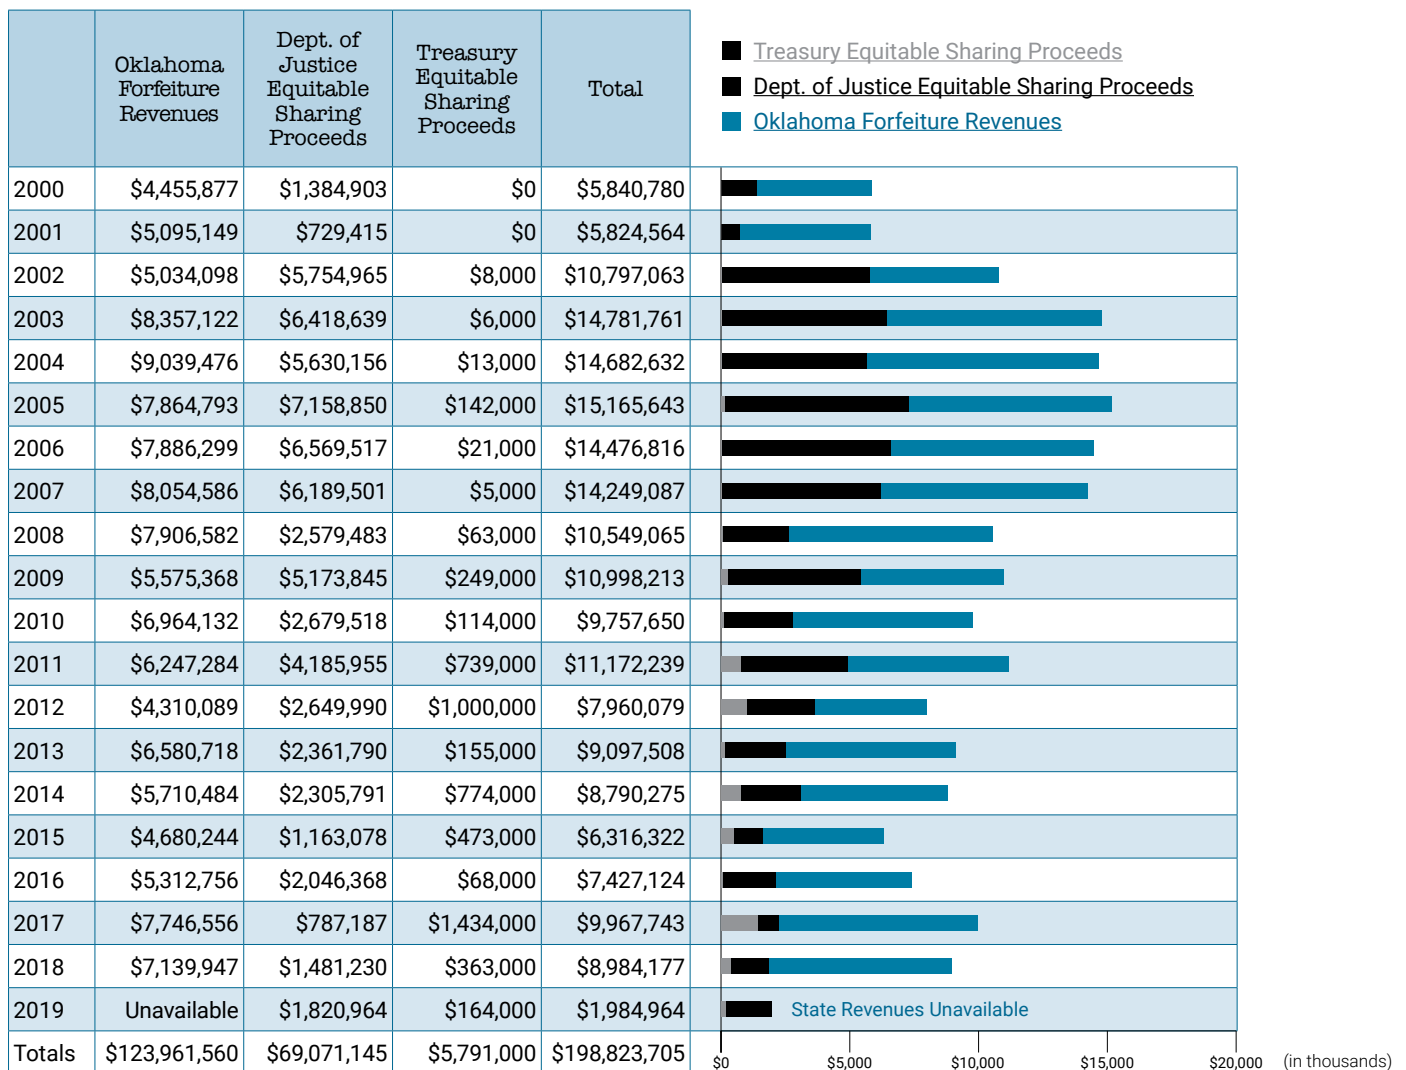 Oklahoma
Forfeiture
Revenues
Dept. of
Justice
Equitable
Sharing
Proceeds
Treasury
Equitable
Sharing
Proceeds
Total
Treasury Equitable Sharing Proceeds
Dept. of Justice Equitable Sharing Proceeds
Oklahoma Forfeiture Revenues
2000 $4,455,877 $1,384,903 $0 $5,840,780
2001 $5,095,149 $729,415 $0 $5,824,564
2002 $5,034,098 $5,754,965 $8,000 $10,797,063
2003 $8,357,122 $6,418,639 $6,000 $14,781,761
2004 $9,039,476 $5,630,156 $13,000 $14,682,632
2005 $7,864,793 $7,158,850 $142,000 $15,165,643
2006 $7,886,299 $6,569,517 $21,000 $14,476,816
2007 $8,054,586 $6,189,501 $5,000 $14,249,087
2008 $7,906,582 $2,579,483 $63,000 $10,549,065
2009 $5,575,368 $5,173,845 $249,000 $10,998,213
2010 $6,964,132 $2,679,518 $114,000 $9,757,650
2011 $6,247,284 $4,185,955 $739,000 $11,172,239
2012 $4,310,089 $2,649,990 $1,000,000 $7,960,079
2013 $6,580,718 $2,361,790 $155,000 $9,097,508
2014 $5,710,484 $2,305,791 $774,000 $8,790,275
2015 $4,680,244 $1,163,078 $473,000 $6,316,322
2016 $5,312,756 $2,046,368 $68,000 $7,427,124
2017 $7,746,556 $787,187 $1,434,000 $9,967,743
2018 $7,139,947 $1,481,230 $363,000 $8,984,177
2019 Unavailable $1,820,964 $164,000 $1,984,964 State Revenues Unavailable
Totals $123,961,560 $69,071,145 $5,791,000 $198,823,705
$0 $5,000 $10,000 $15,000 $20,000 (in thousands)